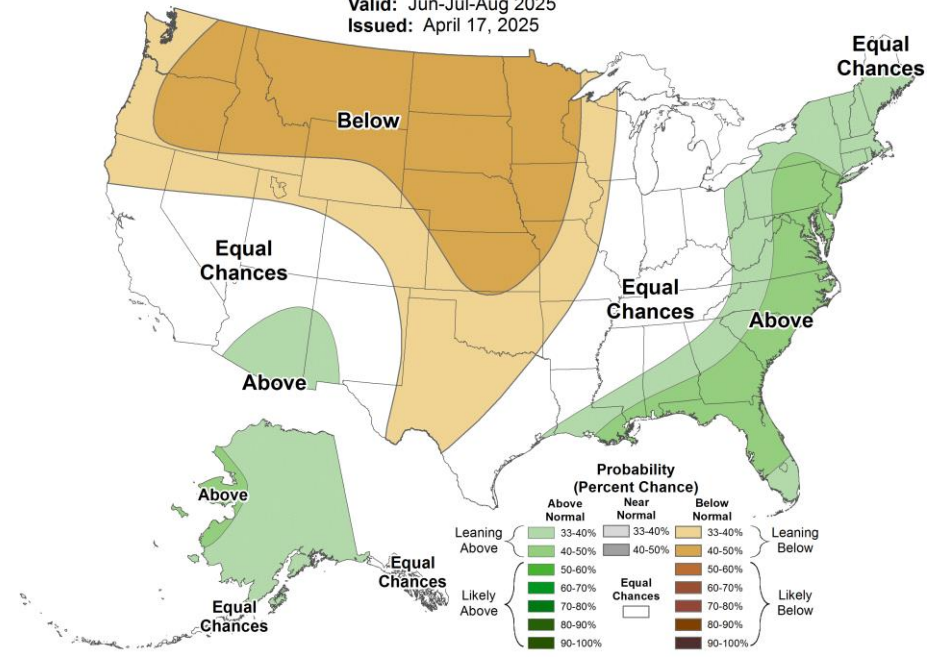 Valid: Jun-Jul-Aug 2025
Issued: April 17, 2025
Equal
Chances
Below
Equal
Chances
Equal
Chances
Above
Above
Above
Equal
Chances
Equal
Chances
Probability
(Percent Chance)
Above
Normal
Near
Normal
Below
Normal
Leaning
Above
33-40%
33-40%
33-40%
40-50%
40-50%
40-50%
Leaning
Below
Likely
Above
50-60%
60-70%
70-80%
80-90%
90-100%
Equal
Chances
50-60%
60-70%
70-80%
80-90%
90-100%
Likely
Below